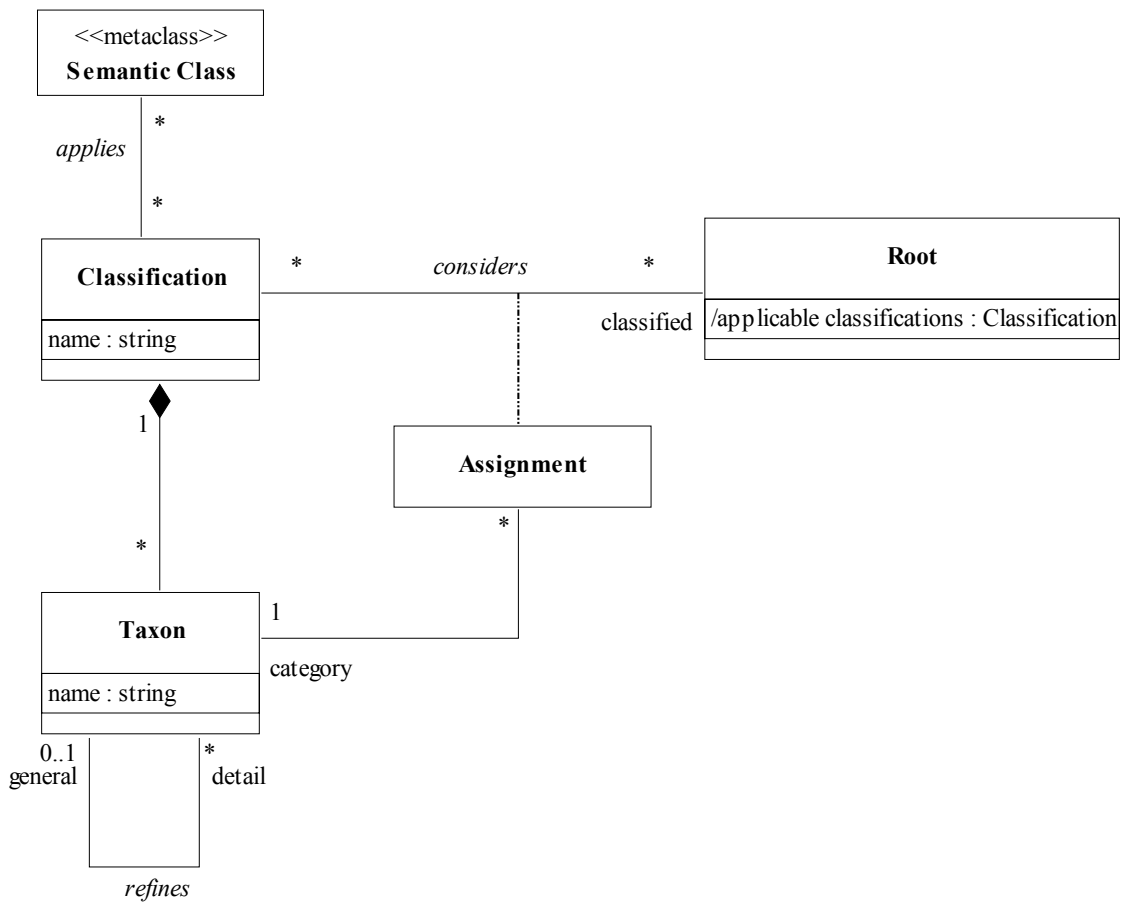 <<metaclass>>
Semantic Class
*
applies
*
Classification
name : string
*
considers
*
classified
Root
/applicable classifications : Classification
1
Assignment
*
*
Taxon
name : string
1
category
0..1
general
*
detail
refines